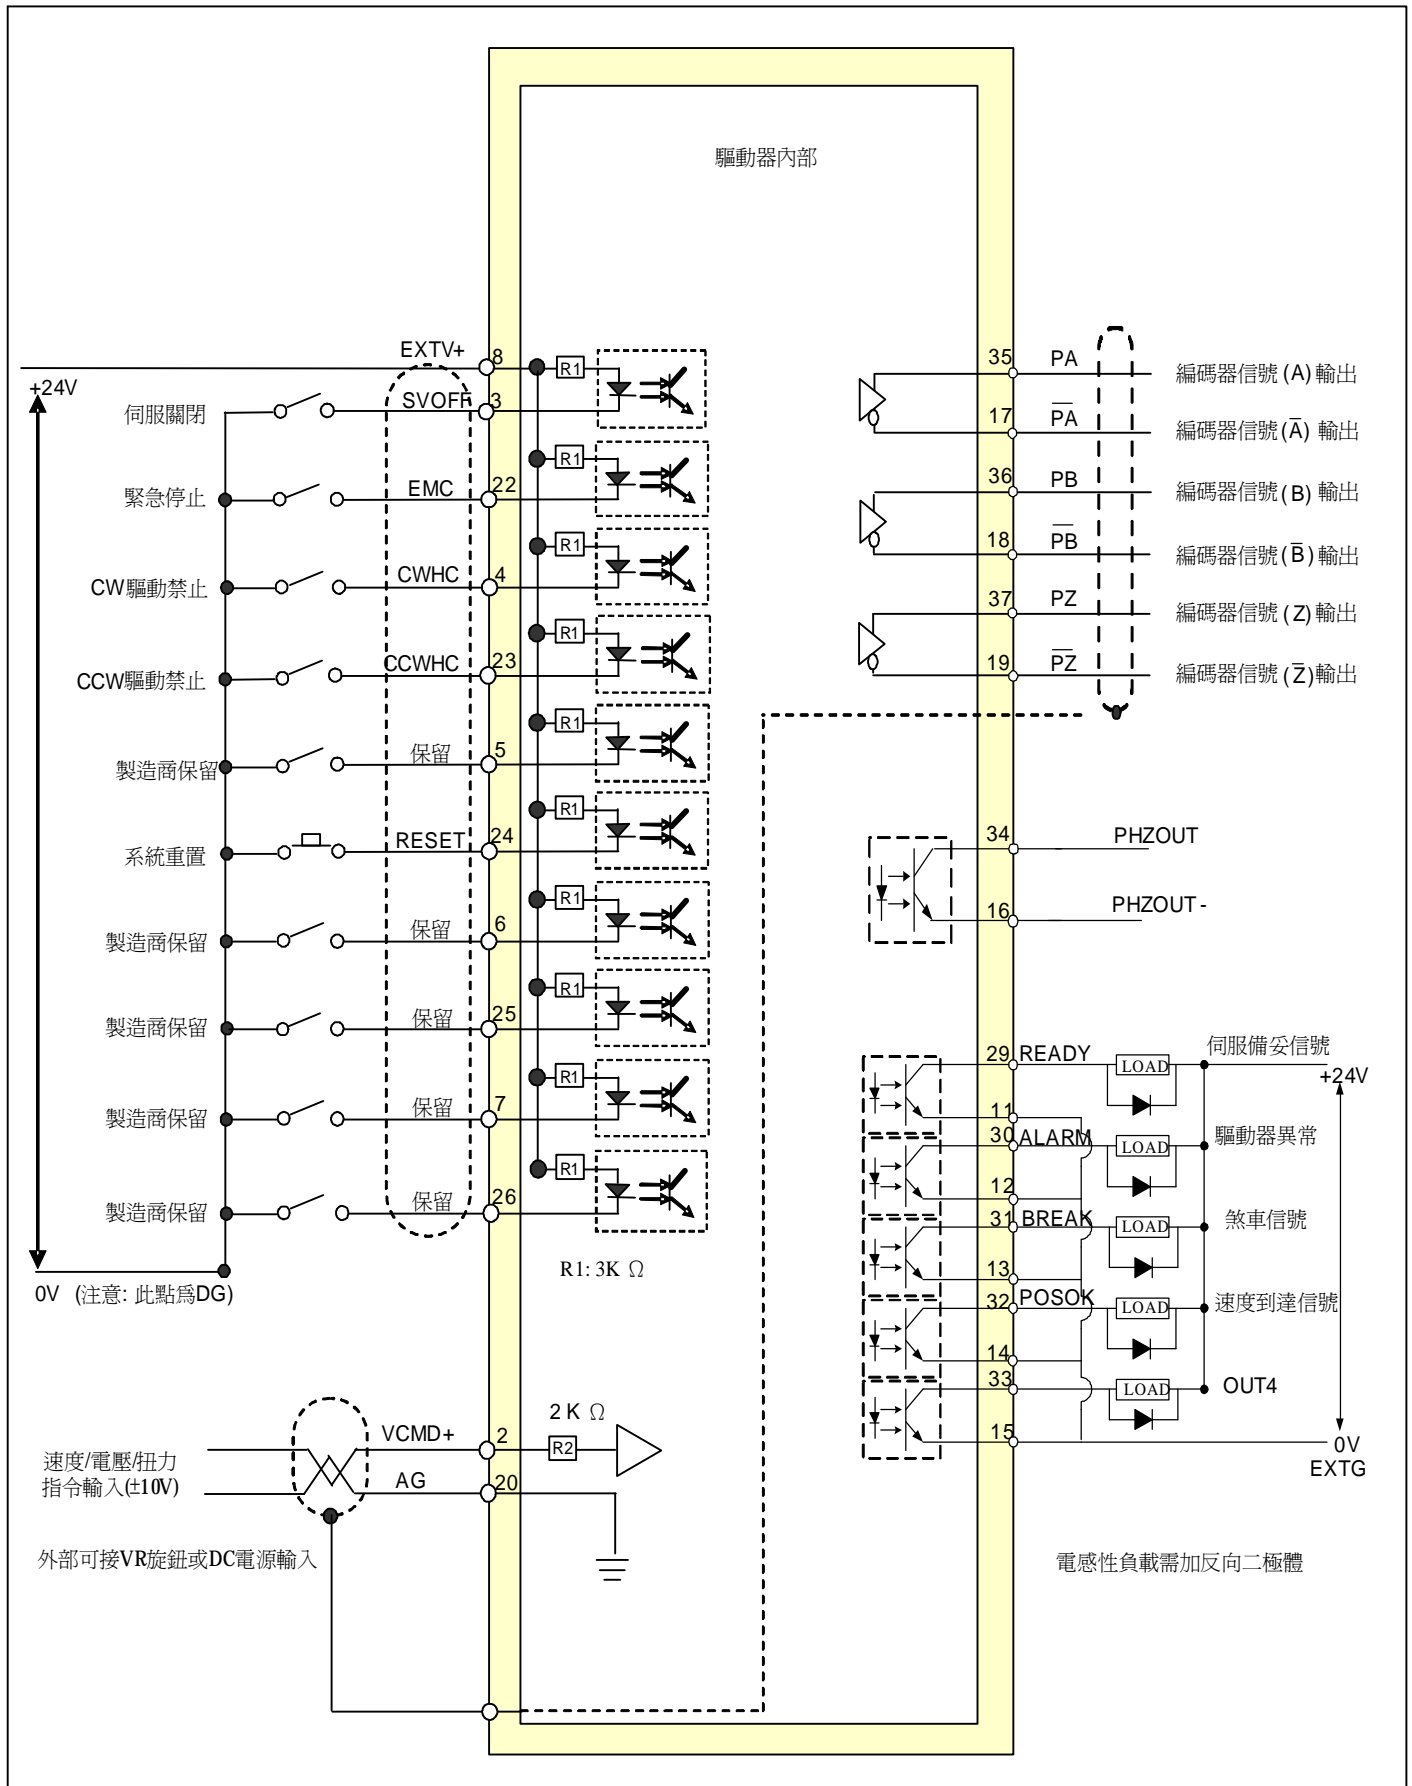 驅動器內部
EXTV+
8
R1
+24V
伺服關閉
SVOFF
3
R1
緊急停止
EMC
22
R1
CW驅動禁止
CWHC
4
R1
CCW驅動禁止
CCWHC
23
R1
製造商保留
保留
5
R1
系統重置
RESET
24
R1
製造商保留
保留
6
R1
製造商保留
保留
25
R1
製造商保留
保留
7
R1
製造商保留
保留
26
0V (注意: 此點為DG)
R1: 3K Ω
2 K Ω
VCMD+
2
R2
速度/電壓/扭力
指令輸入(±10V)
AG
20
外部可接VR旋鈕或DC電源輸入
35
PA
編碼器信號 (A) 輸出
17
P̅A̅
編碼器信號 (A̅) 輸出
36
PB
編碼器信號 (B) 輸出
18
P̅B̅
編碼器信號 (B̅) 輸出
37
PZ
編碼器信號 (Z) 輸出
19
P̅Z̅
編碼器信號 (Z̅) 輸出
34
PHZOUT
16
PHZOUT -
29
READY
LOAD
伺服備妥信號
+24V
11
30
ALARM
LOAD
驅動器異常
12
31
BREAK
LOAD
煞車信號
13
32
POSOK
LOAD
速度到達信號
14
33
LOAD
OUT4
15
0V
EXTG
電感性負載需加反向二極體